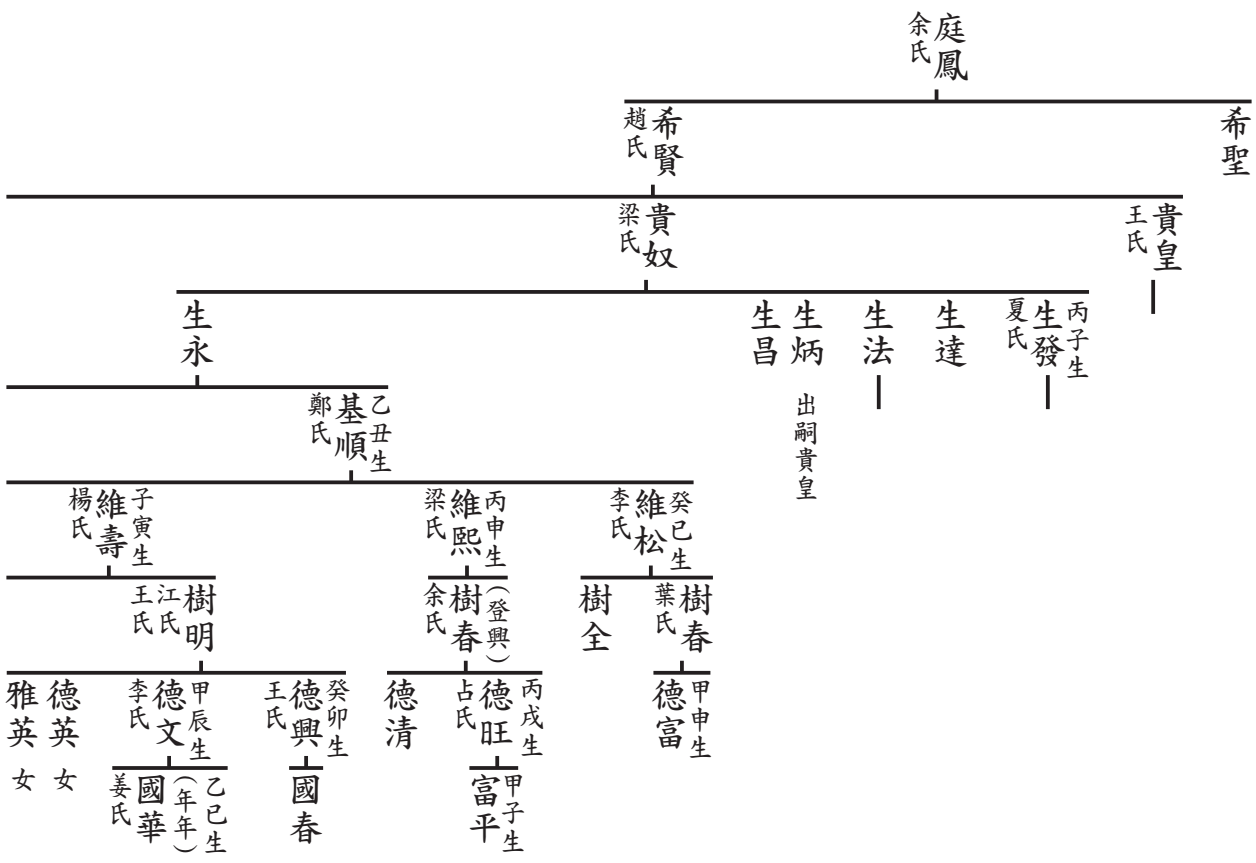 庭鳳
余氏
希聖
希賢
趙氏
貴皇
王氏
貴奴
梁氏
丙子生
生發
夏氏
生達
生法
生炳 出嗣貴皇
生昌
生永
乙丑生
基順
鄭氏
癸巳生
維松
李氏
丙申生
維熙
梁氏
子寅生
維壽
楊氏
樹春
葉氏
樹全
(登興)
樹春
余氏
樹明
江氏
王氏
甲申生
德富
丙戌生
德旺
占氏
德清
癸卯生
德興
王氏
甲辰生
德文
李氏
德英 女
雅英 女
甲子生
富平
國春
乙巳生
(年年)
國華
姜氏